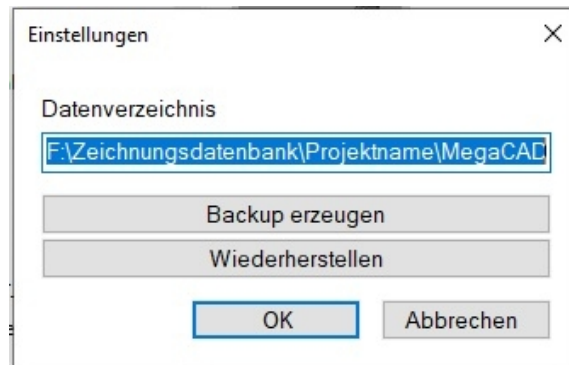 Einstellungen
Datenverzeichnis
F:\Zeichnungsdatenbank\Projektname\MegaCAD
Backup erzeugen
Wiederherstellen
OK Abbrechen